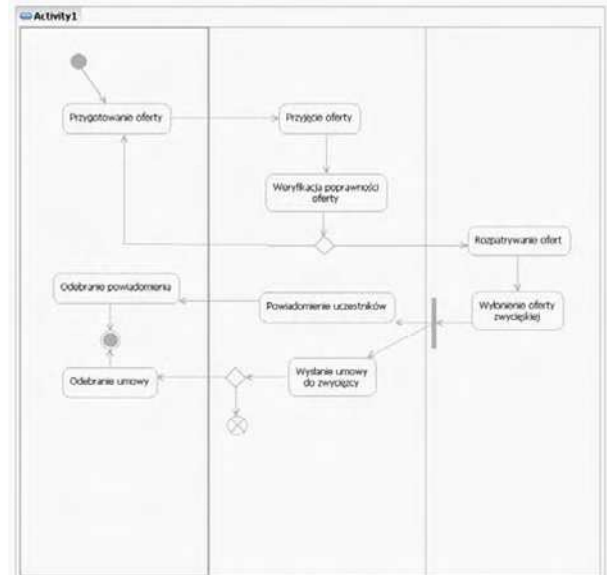 Activity1
Przygotowanie oferty
Przyjęcie oferty
Weryfikacja poprawności
oferty
Rozpatrywanie ofert
Odebranie powiadomienia
Powiadomienie uczestników
Wyłonienie oferty
zwycięskiej
Odebranie umowy
Wysłanie umowy
do zwycięzcy